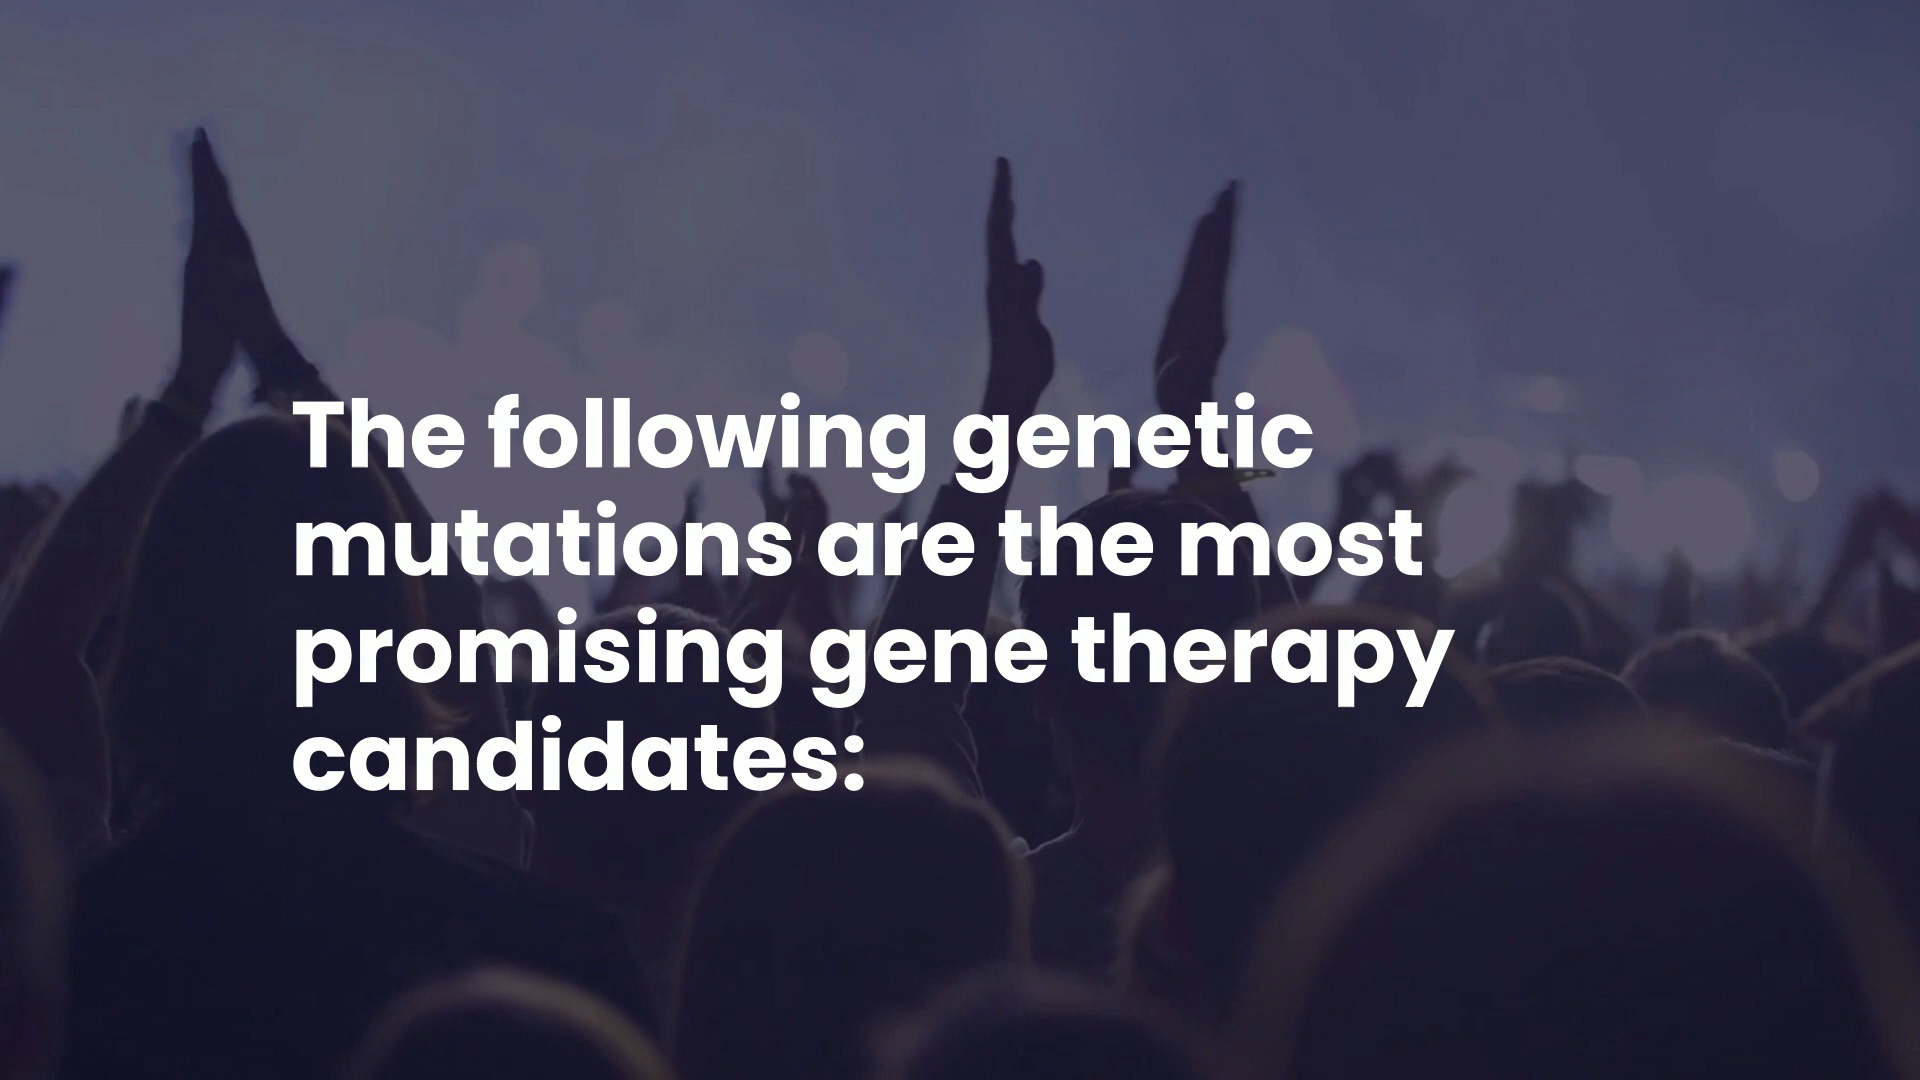 The following genetic
mutations are the most
promising gene therapy
candidates: